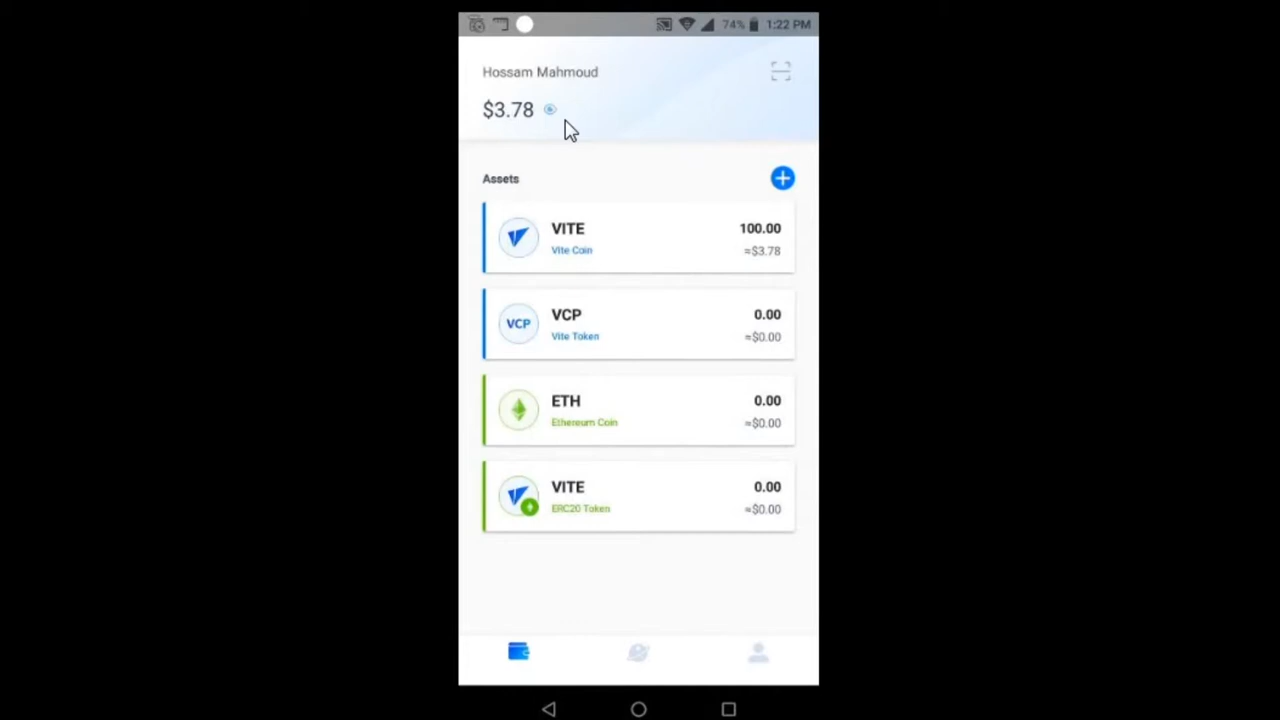 74% 1:22 PM
Hossam Mahmoud
$3.78
Assets
VITE 100.00
Vite Coin ≈$3.78
VCP VCP 0.00
Vite Token ≈$0.00
ETH 0.00
Ethereum Coin ≈$0.00
VITE 0.00
ERC20 Token ≈$0.00